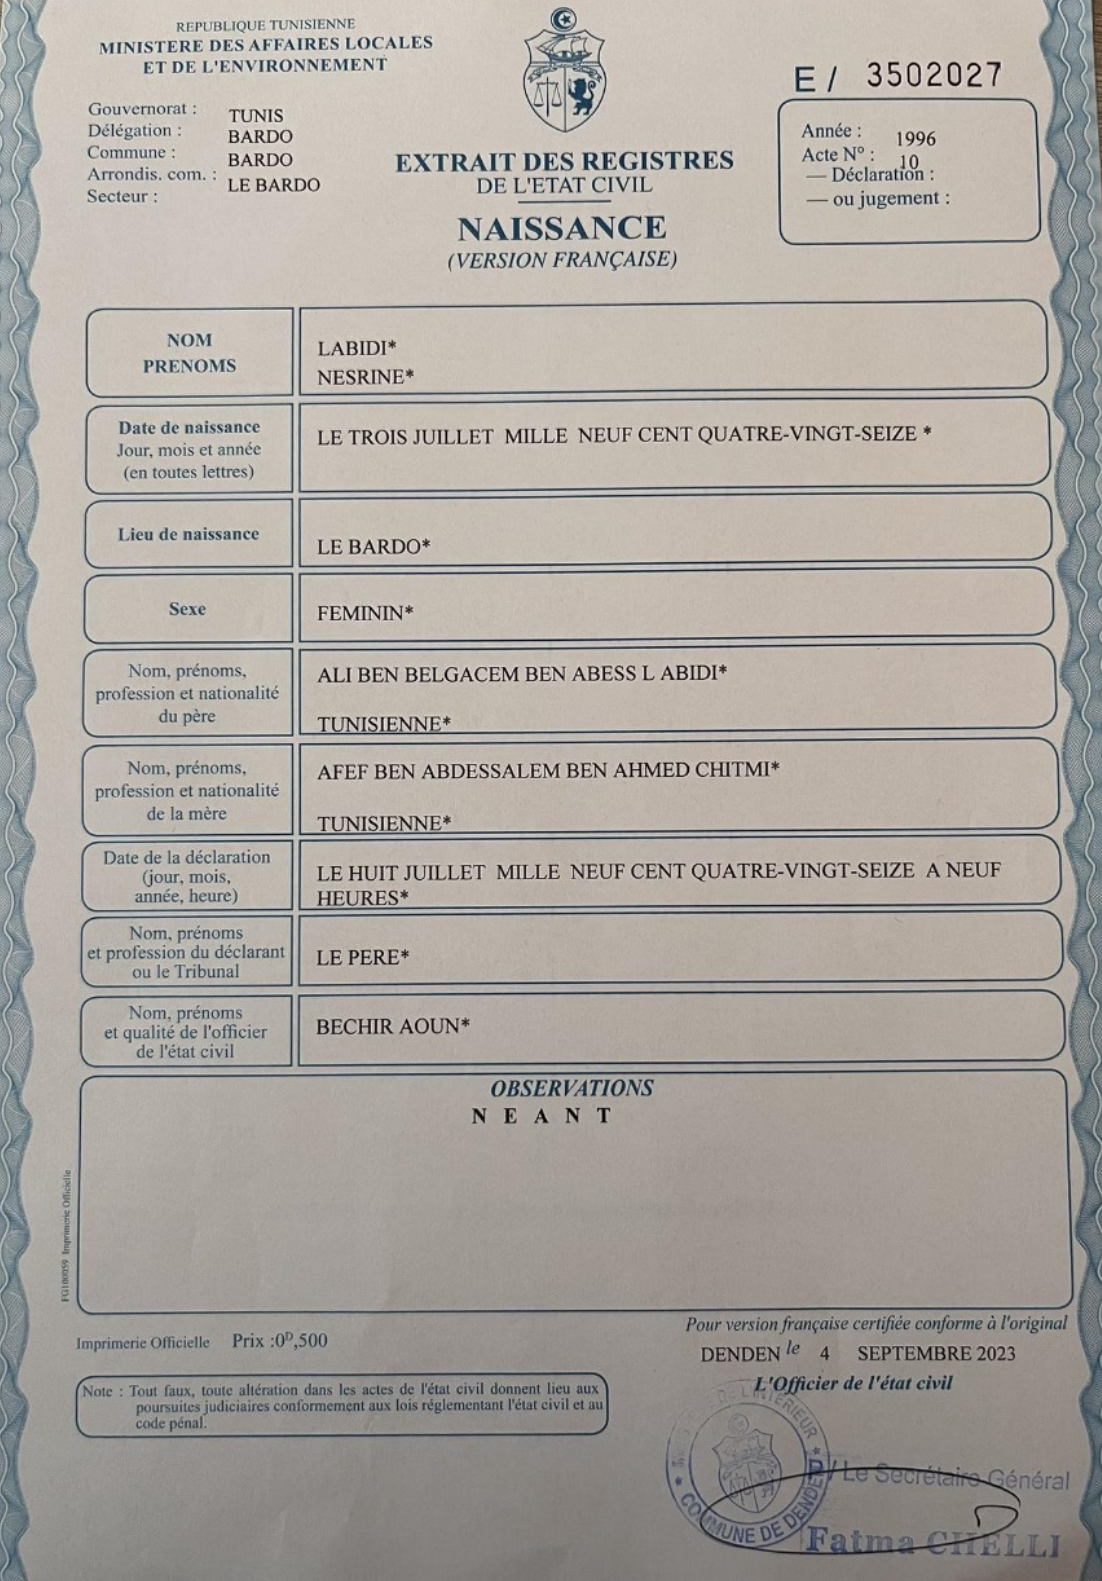 REPUBLIQUE TUNISIENNE
MINISTERE DES AFFAIRES LOCALES
ET DE L'ENVIRONNEMENT
Gouvernorat : TUNIS
Délégation : BARDO
Commune : BARDO
Arrondis. com. : LE BARDO
Secteur :
EXTRAIT DES REGISTRES
DE L'ETAT CIVIL
NAISSANCE
(VERSION FRANÇAISE)
E / 3502027
Année : 1996
Acte N° : 10
— Déclaration :
— ou jugement :
NOM
PRENOMS
LABIDI*
NESRINE*
Date de naissance
Jour, mois et année
(en toutes lettres)
LE TROIS JUILLET MILLE NEUF CENT QUATRE-VINGT-SEIZE *
Lieu de naissance
LE BARDO*
Sexe
FEMININ*
Nom, prénoms,
profession et nationalité
du père
ALI BEN BELGACEM BEN ABESS L ABIDI*
TUNISIENNE*
Nom, prénoms,
profession et nationalité
de la mère
AFEF BEN ABDESSALEM BEN AHMED CHITMI*
TUNISIENNE*
Date de la déclaration
(jour, mois,
année, heure)
LE HUIT JUILLET MILLE NEUF CENT QUATRE-VINGT-SEIZE A NEUF
HEURES*
Nom, prénoms
et profession du déclarant
ou le Tribunal
LE PERE*
Nom, prénoms
et qualité de l'officier
de l'état civil
BECHIR AOUN*
OBSERVATIONS
N E A N T
FG100059 Imprimerie Officielle
Imprimerie Officielle Prix :0ᴰ,500
Note : Tout faux, toute altération dans les actes de l'état civil donnent lieu aux
poursuites judiciaires conformement aux lois réglementant l'état civil et au
code pénal.
Pour version française certifiée conforme à l'original
DENDEN le 4 SEPTEMBRE 2023
L'Officier de l'état civil
DE L'INTERIEUR
COMMUNE DE DENDEN
P/ Le Secrétaire Général
Fatma CHELLI